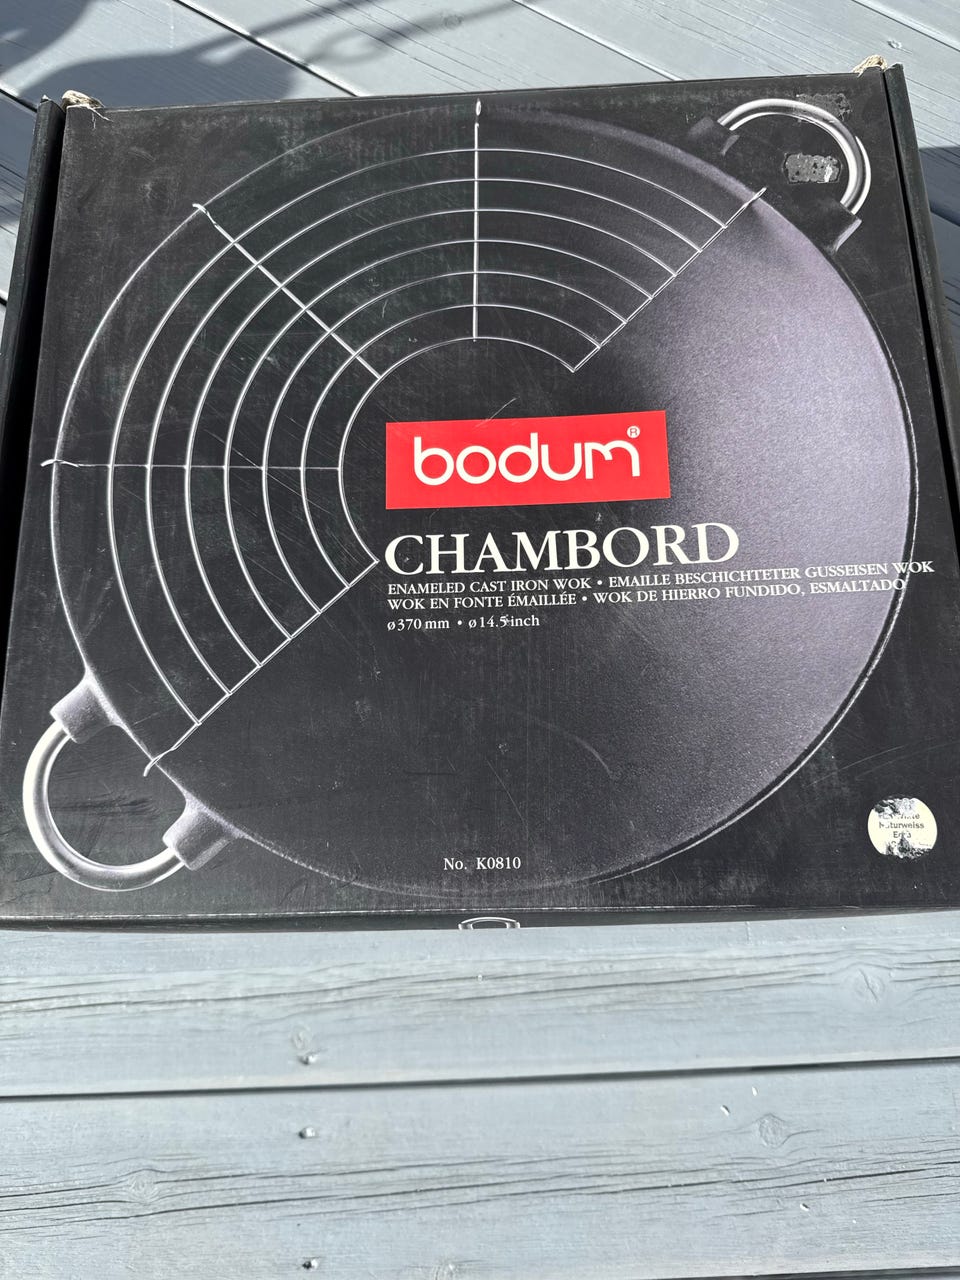 bodum®
CHAMBORD
ENAMELED CAST IRON WOK • EMAILLE BESCHICHTETER GUSSEISEN WOK
WOK EN FONTE ÉMAILLÉE • WOK DE HIERRO FUNDIDO, ESMALTADO
ø370 mm • ø14.5 inch
Naturweiss
No. K0810